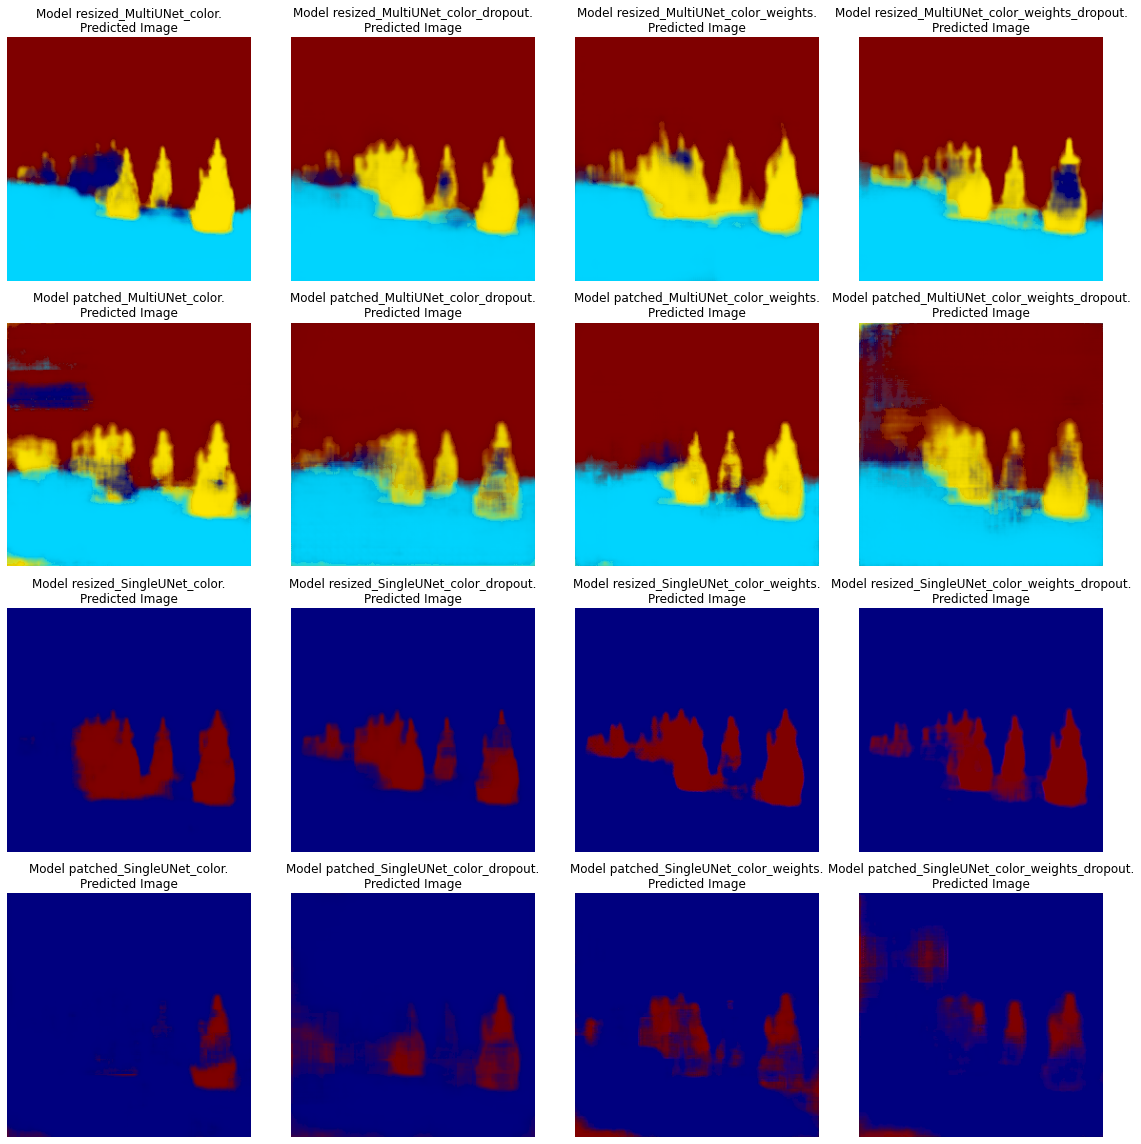 Model resized_MultiUNet_color.
Predicted Image
Model resized_MultiUNet_color_dropout.
Predicted Image
Model resized_MultiUNet_color_weights.
Predicted Image
Model resized_MultiUNet_color_weights_dropout.
Predicted Image
Model patched_MultiUNet_color.
Predicted Image
Model patched_MultiUNet_color_dropout.
Predicted Image
Model patched_MultiUNet_color_weights.
Predicted Image
Model patched_MultiUNet_color_weights_dropout.
Predicted Image
Model resized_SingleUNet_color.
Predicted Image
Model resized_SingleUNet_color_dropout.
Predicted Image
Model resized_SingleUNet_color_weights.
Predicted Image
Model resized_SingleUNet_color_weights_dropout.
Predicted Image
Model patched_SingleUNet_color.
Predicted Image
Model patched_SingleUNet_color_dropout.
Predicted Image
Model patched_SingleUNet_color_weights.
Predicted Image
Model patched_SingleUNet_color_weights_dropout.
Predicted Image